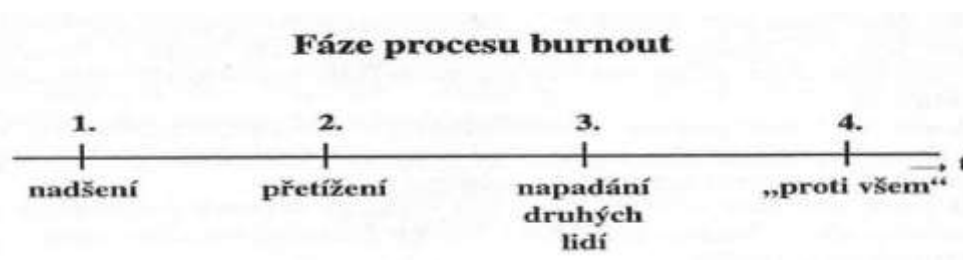 Fáze procesu burnout
1. 2. 3. 4.
→ t
nadšení přetížení napadání „proti všem“
druhých
lidí